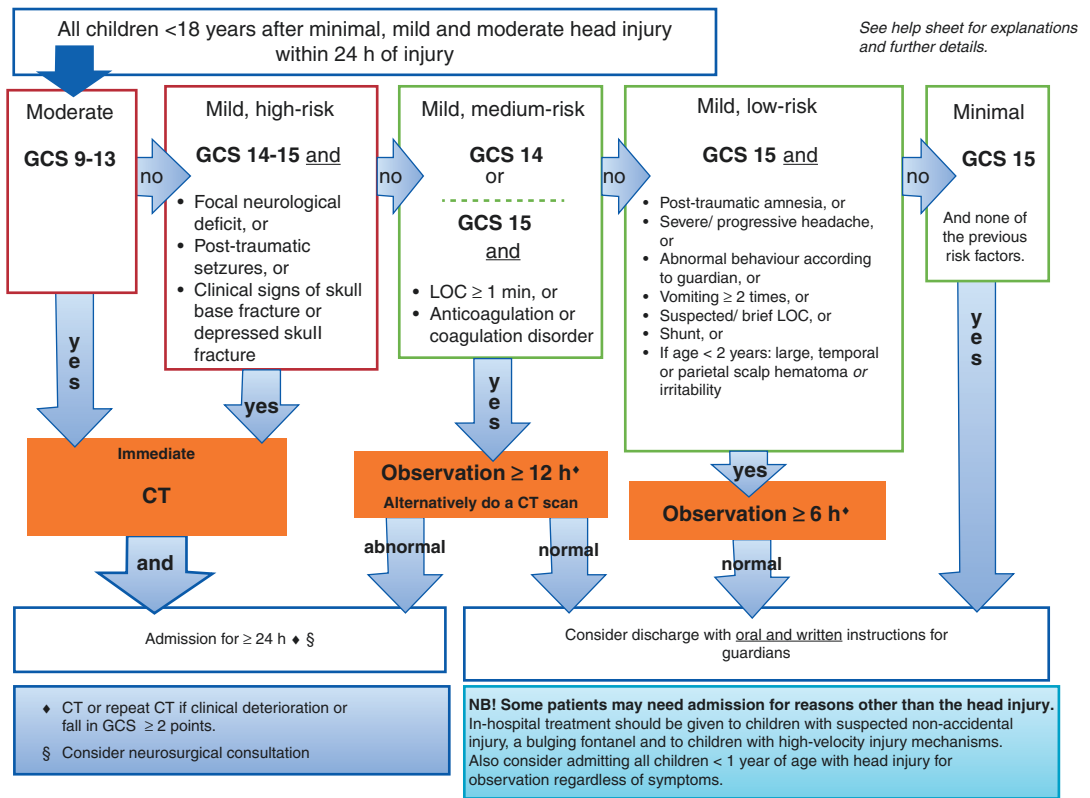 All children <18 years after minimal, mild and moderate head injury
within 24 h of injury
See help sheet for explanations
and further details.
Moderate
GCS 9-13
no
Mild, high-risk
GCS 14-15 and
• Focal neurological
deficit, or
• Post-traumatic
setzures, or
• Clinical signs of skull
base fracture or
depressed skull
fracture
no
Mild, medium-risk
GCS 14
or
GCS 15
and
• LOC ≥ 1 min, or
• Anticoagulation or
coagulation disorder
no
Mild, low-risk
GCS 15 and
• Post-traumatic amnesia, or
• Severe/ progressive headache,
or
• Abnormal behaviour according
to guardian, or
• Vomiting ≥ 2 times, or
• Suspected/ brief LOC, or
• Shunt, or
• If age < 2 years: large, temporal
or parietal scalp hematoma or
irritability
no
Minimal
GCS 15
And none of
the previous
risk factors.
yes
yes
yes
yes
yes
Immediate
CT
Observation ≥ 12 h♦
Alternatively do a CT scan
Observation ≥ 6 h♦
and
abnormal
normal
normal
Admission for ≥ 24 h ♦ §
Consider discharge with oral and written instructions for
guardians
♦ CT or repeat CT if clinical deterioration or
fall in GCS ≥ 2 points.
§ Consider neurosurgical consultation
NB! Some patients may need admission for reasons other than the head injury.
In-hospital treatment should be given to children with suspected non-accidental
injury, a bulging fontanel and to children with high-velocity injury mechanisms.
Also consider admitting all children < 1 year of age with head injury for
observation regardless of symptoms.